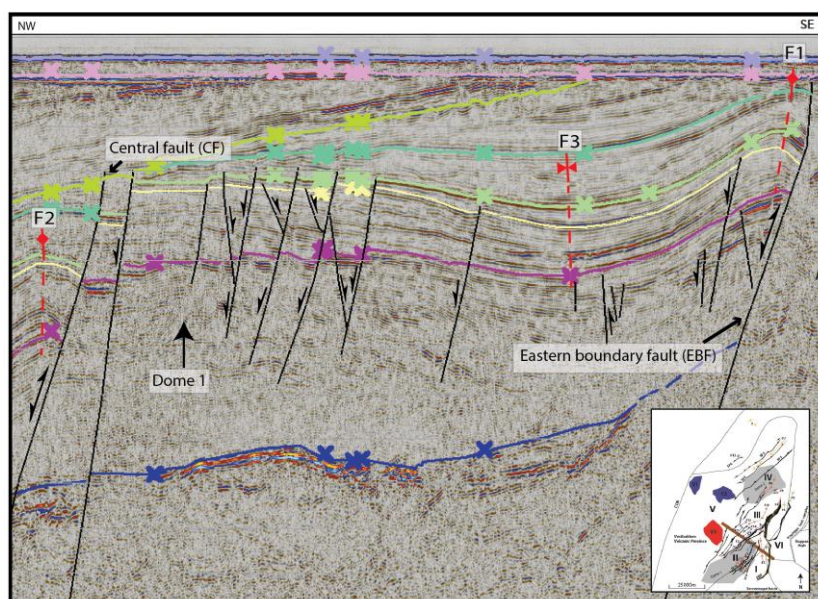 NW
SE
F1
Central fault (CF)
F3
F2
Eastern boundary fault (EBF)
Dome 1
IV
V
III
VI
II
I
N